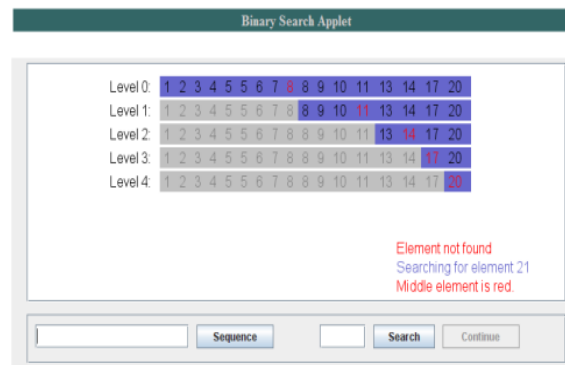 Binary Search Applet
Level 0: 1 2 3 4 5 5 6 7 8 8 9 10 11 13 14 17 20
Level 1: 1 2 3 4 5 5 6 7 8 8 9 10 11 13 14 17 20
Level 2: 1 2 3 4 5 5 6 7 8 8 9 10 11 13 14 17 20
Level 3: 1 2 3 4 5 5 6 7 8 8 9 10 11 13 14 17 20
Level 4: 1 2 3 4 5 5 6 7 8 8 9 10 11 13 14 17 20
Element not found
Searching for element 21
Middle element is red.
Sequence Search Continue